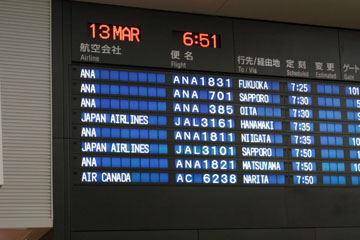 13 MAR 6:51
航空会社 便名 行先/経由地 定刻 変更 ゲート
Airline Flight To / Via Scheduled Estimated
ANA ANA1831 FUKUOKA 7:25
ANA ANA 701 SAPPORO 7:30
ANA ANA 385 OITA 7:30
JAPAN AIRLINES JAL3161 HANAMAKI 7:35
ANA ANA1811 NIIGATA 7:35
JAPAN AIRLINES JAL3101 SAPPORO 7:50
ANA ANA1821 MATSUYAMA 7:50
AIR CANADA AC 6238 NARITA 7:50